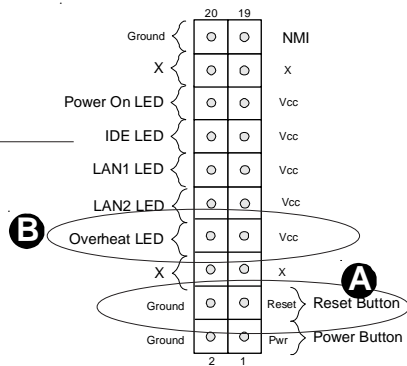 20 19
Ground NMI
X X
Power On LED Vcc
IDE LED Vcc
LAN1 LED Vcc
LAN2 LED Vcc
B Overheat LED Vcc
X X
A
Ground Reset Reset Button
Ground Pwr Power Button
2 1